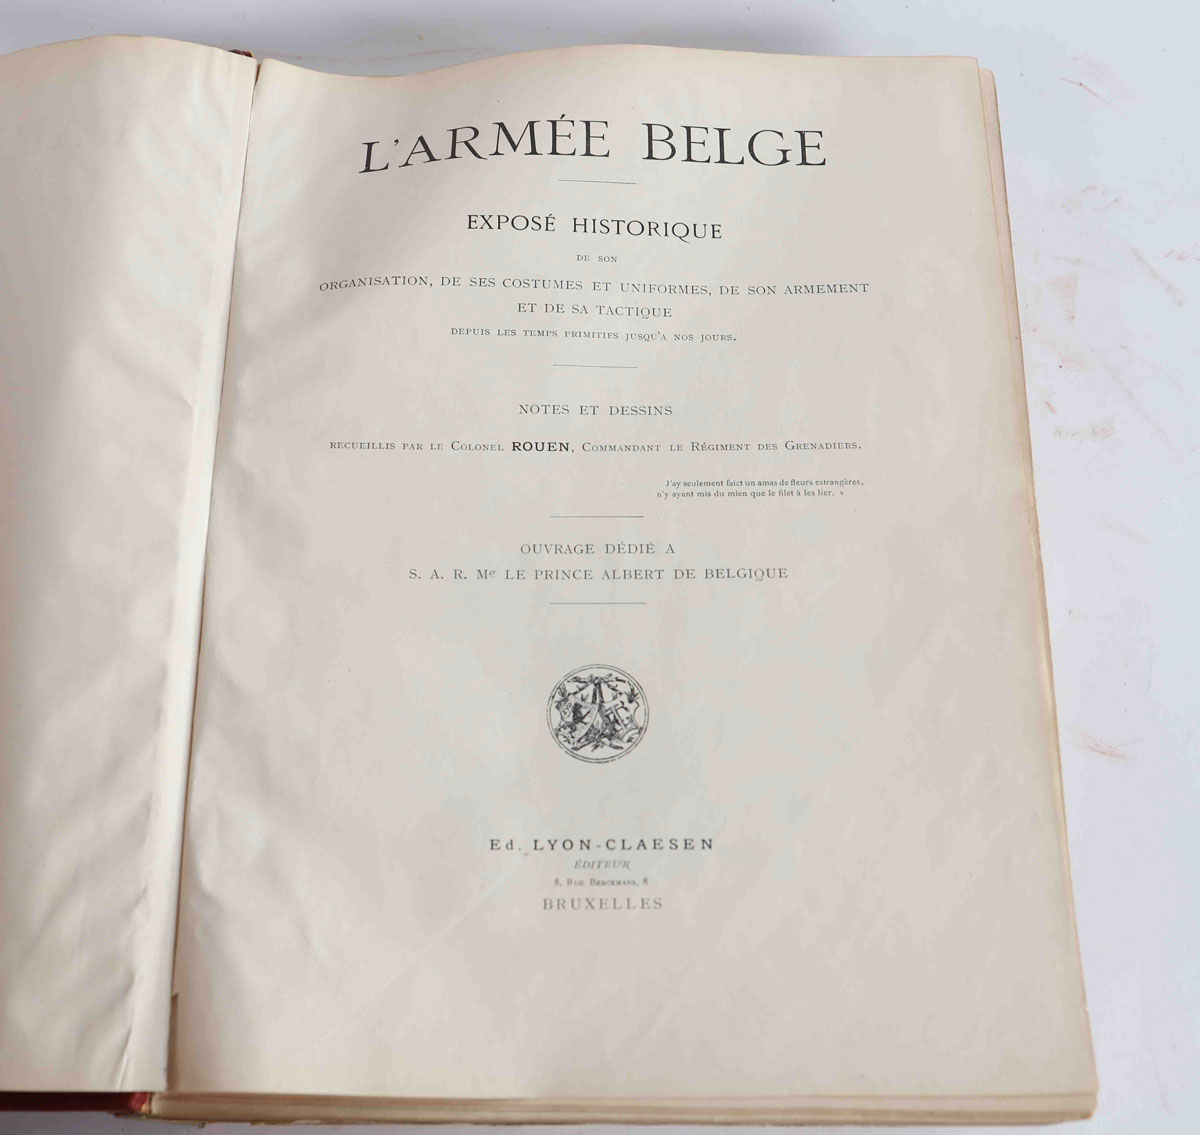 L'ARMÉE BELGE
EXPOSÉ HISTORIQUE
DE SON
ORGANISATION, DE SES COSTUMES ET UNIFORMES, DE SON ARMEMENT
ET DE SA TACTIQUE
DEPUIS LES TEMPS PRIMITIFS JUSQU'A NOS JOURS.
NOTES ET DESSINS
RECUEILLIS PAR LE COLONEL ROUEN, COMMANDANT LE RÉGIMENT DES GRENADIERS.
J'ay seulement faict un amas de fleurs estrangères,
n'y ayant mis du mien que le filet à les lier. »
OUVRAGE DÉDIÉ A
S. A. R. Mgr LE PRINCE ALBERT DE BELGIQUE
Ed. LYON-CLAESEN
ÉDITEUR
8, RUE BERCKMANS, 8
BRUXELLES